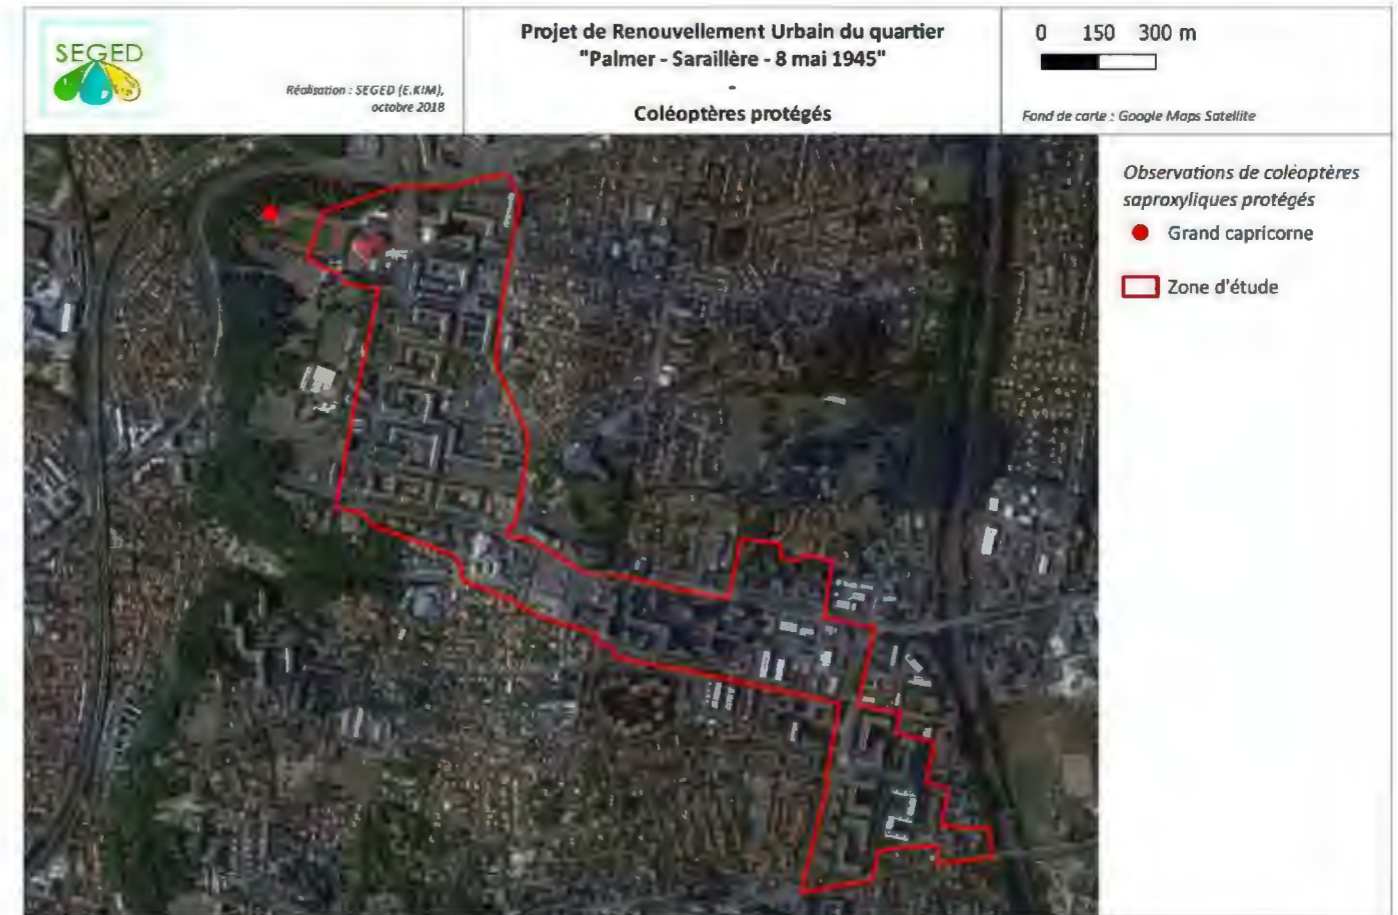 SEGED
Réalisation : SEGED (E.KIM),
octobre 2018
Projet de Renouvellement Urbain du quartier
"Palmer - Saraillère - 8 mai 1945"
-
Coléoptères protégés
0 150 300 m
Fond de carte : Google Maps Satellite
Observations de coléoptères
saproxyliques protégés
Grand capricorne
Zone d'étude